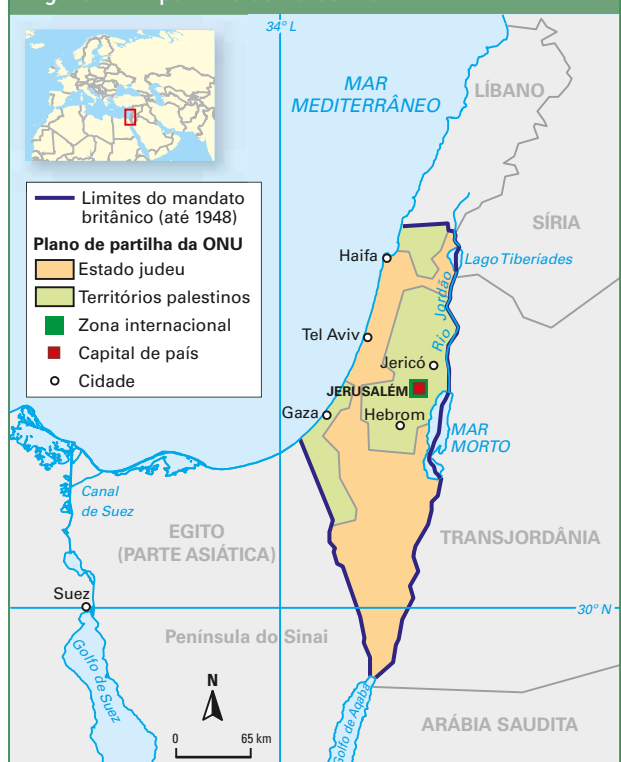 34º L
MAR
MEDITERRÂNEO
LÍBANO
SÍRIA
Limites do mandato
britânico (até 1948)
Plano de partilha da ONU
Estado judeu
Territórios palestinos
Zona internacional
Capital de país
Cidade
Haifa
Lago Tiberíades
Rio Jordão
Tel Aviv
Jericó
JERUSALÉM
Gaza
Hebrom
MAR
MORTO
Canal
de Suez
EGITO
(PARTE ASIÁTICA)
TRANSJORDÂNIA
Suez
30º N
Península do Sinai
Golfo de Suez
N
0 65 km
Golfo de Aqaba
ARÁBIA SAUDITA